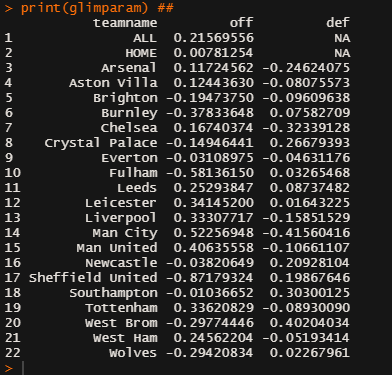 > print(glimparam) ##
teamname off def
1 ALL 0.21569556 NA
2 HOME 0.00781254 NA
3 Arsenal 0.11724562 -0.24624075
4 Aston Villa 0.12443630 -0.08075573
5 Brighton -0.19473750 -0.09609638
6 Burnley -0.37833648 0.07582709
7 Chelsea 0.16740374 -0.32339128
8 Crystal Palace -0.14946441 0.26679393
9 Everton -0.03108975 -0.04631176
10 Fulham -0.58136150 0.03265468
11 Leeds 0.25293847 0.08737482
12 Leicester 0.34145200 0.01643225
13 Liverpool 0.33307717 -0.15851529
14 Man City 0.52256948 -0.41560416
15 Man United 0.40635558 -0.10661107
16 Newcastle -0.03820649 0.20928104
17 Sheffield United -0.87179324 0.19867646
18 Southampton -0.01036652 0.30300125
19 Tottenham 0.33620829 -0.08930090
20 West Brom -0.29774446 0.40204034
21 West Ham 0.24562204 -0.05193414
22 Wolves -0.29420834 0.02267961
>